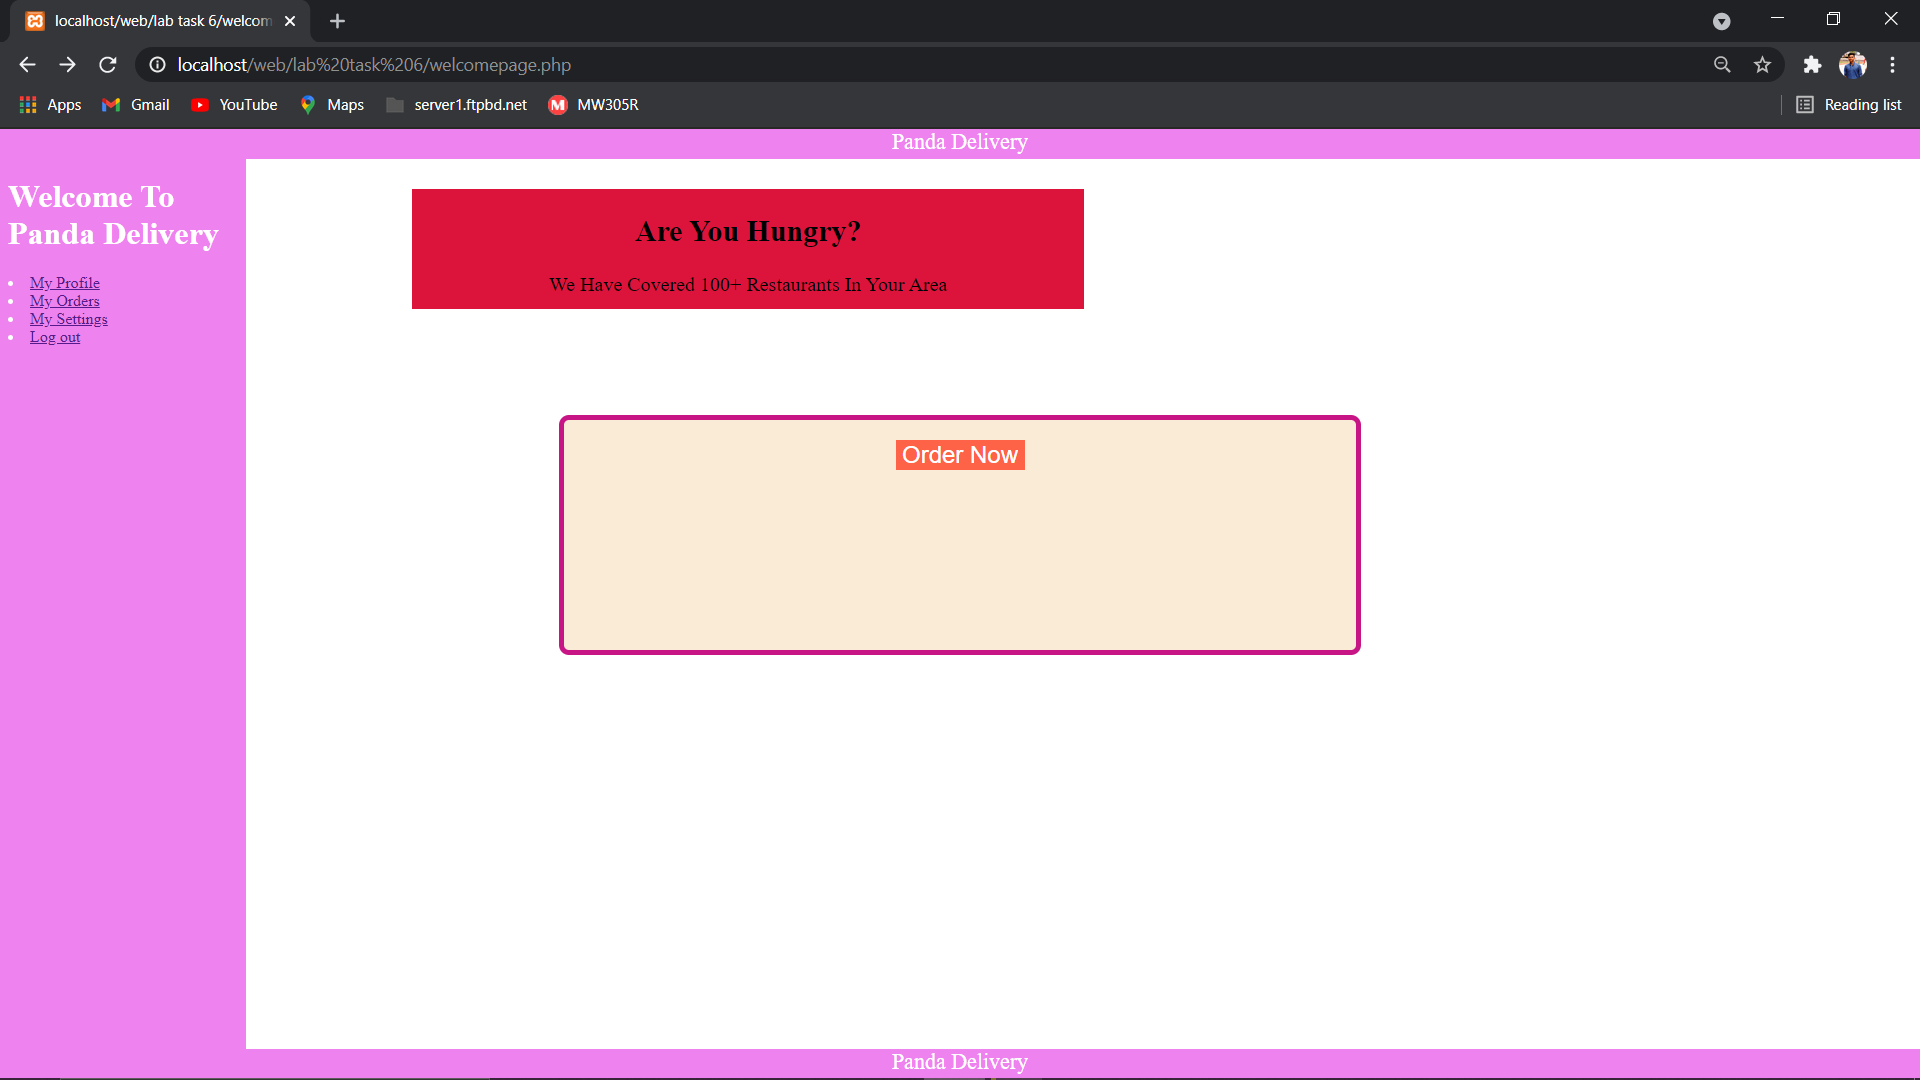 localhost/web/lab task 6/welcom
localhost/web/lab%20task%206/welcomepage.php
Apps Gmail YouTube Maps server1.ftpbd.net M MW305R Reading list
Panda Delivery
Welcome To
Panda Delivery
My Profile
My Orders
My Settings
Log out
Are You Hungry?
We Have Covered 100+ Restaurants In Your Area
Order Now
Panda Delivery